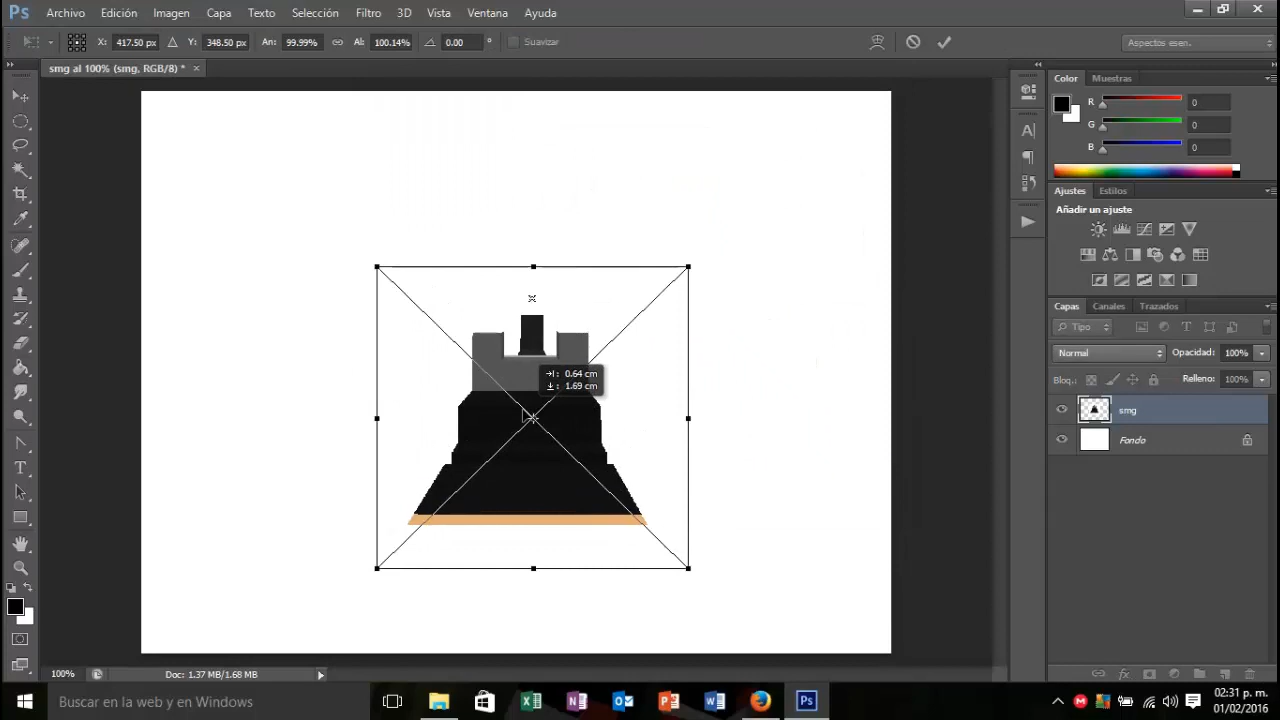 Ps Archivo Edición Imagen Capa Texto Selección Filtro 3D Vista Ventana Ayuda
X: 417.50 px Y: 348.50 px An: 99.99% Al: 100.14% 0.00 ° Suavizar Aspectos esen.
smg al 100% (smg, RGB/8) * ×
Color Muestras
R 0
G 0
B 0
Ajustes Estilos
Añadir un ajuste
Capas Canales Trazados
Tipo
Normal Opacidad: 100%
Bloq.: Relleno: 100%
smg
Fondo
0.64 cm
1.69 cm
100% Doc: 1.37 MB/1.68 MB
Buscar en la web y en Windows
02:31 p. m.
01/02/2016